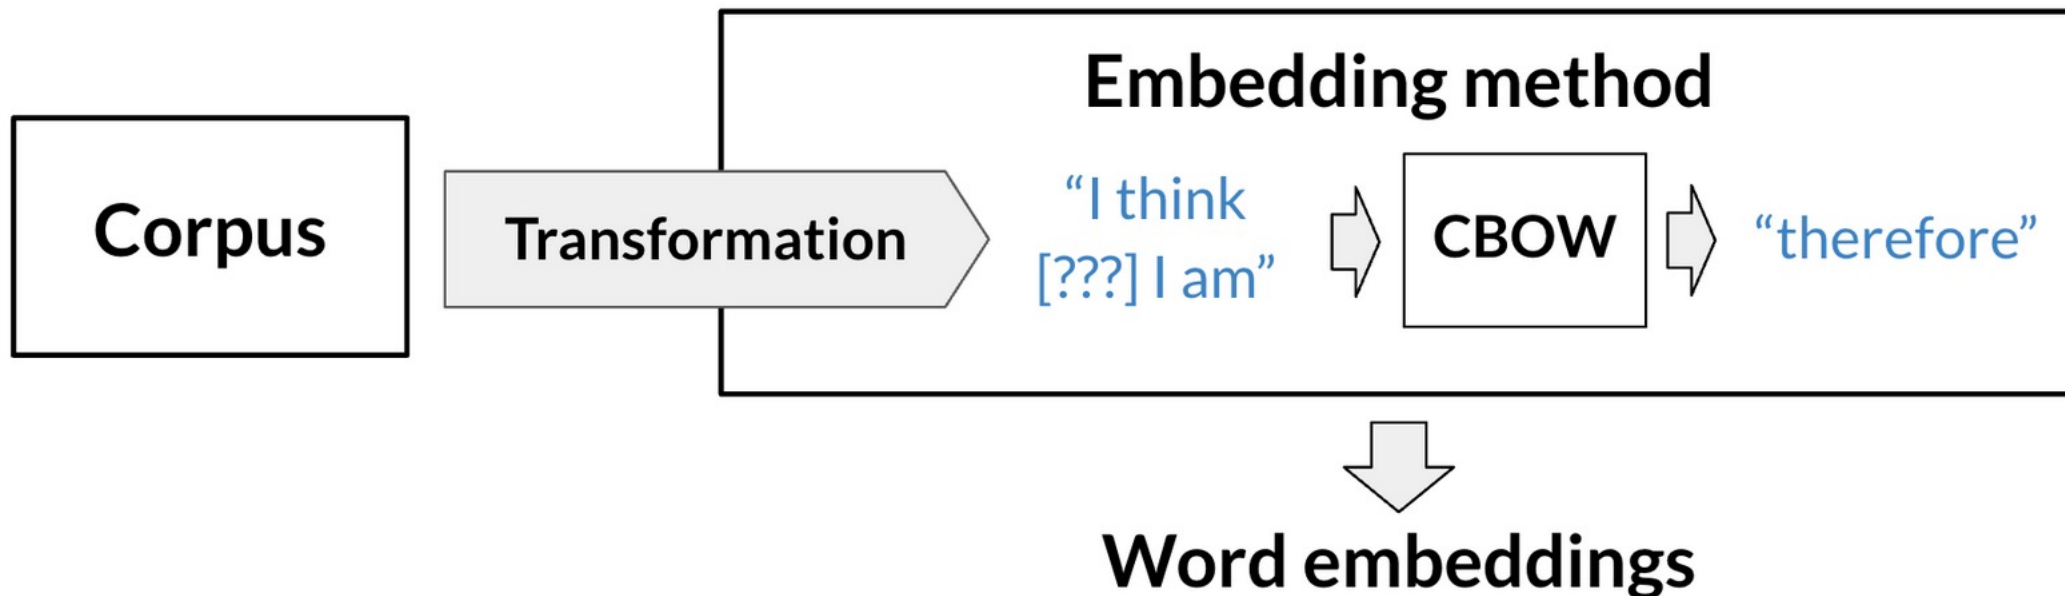 Embedding method
Corpus
Transformation
“I think
[???] I am”
CBOW
“therefore”
Word embeddings